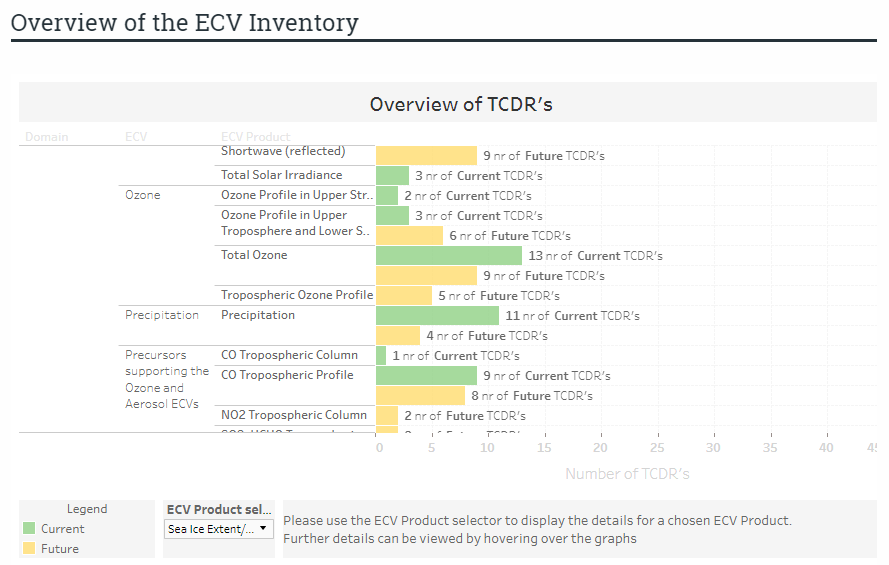 Overview of the ECV Inventory
Overview of TCDR's
Domain ECV ECV Product
Shortwave (reflected) 9 nr of Future TCDR's
Total Solar Irradiance 3 nr of Current TCDR's
Ozone Ozone Profile in Upper Str.. 2 nr of Current TCDR's
Ozone Profile in Upper 3 nr of Current TCDR's
Troposphere and Lower S.. 6 nr of Future TCDR's
Total Ozone 13 nr of Current TCDR's
9 nr of Future TCDR's
Tropospheric Ozone Profile 5 nr of Future TCDR's
Precipitation Precipitation 11 nr of Current TCDR's
4 nr of Future TCDR's
Precursors CO Tropospheric Column 1 nr of Current TCDR's
supporting the CO Tropospheric Profile 9 nr of Current TCDR's
Ozone and 8 nr of Future TCDR's
Aerosol ECVs NO2 Tropospheric Column 2 nr of Future TCDR's
0 5 10 15 20 25 30 35 40
Number of TCDR's
Legend
Current
Future
ECV Product sel...
Sea Ice Extent/...
Please use the ECV Product selector to display the details for a chosen ECV Product.
Further details can be viewed by hovering over the graphs